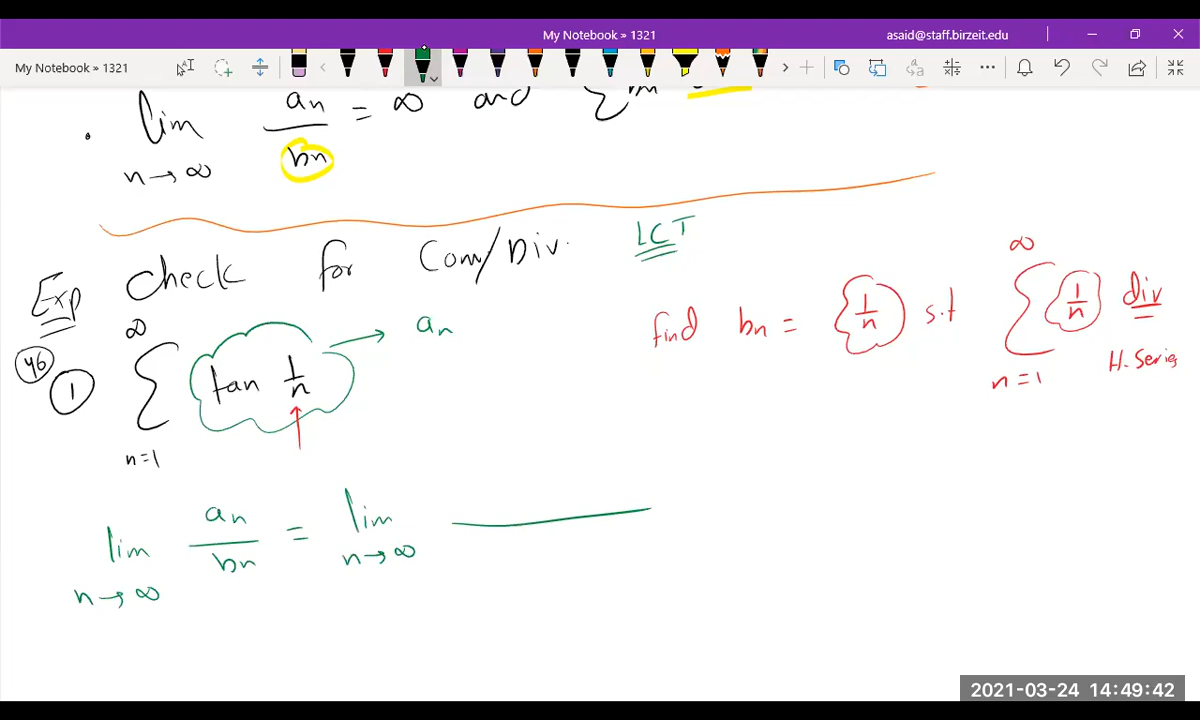 My Notebook » 1321
asaid@staff.birzeit.edu
My Notebook » 1321
lim n→∞ an/bn = ∞ and Σ
Exp Check for Conv/Div. LCT
46 1 ∞ Σ n=1 tan 1/n → an
find bn = 1/n s.t ∞ Σ n=1 1/n div
H-Series
lim n→∞ an/bn = lim n→∞
2021-03-24 14:49:42